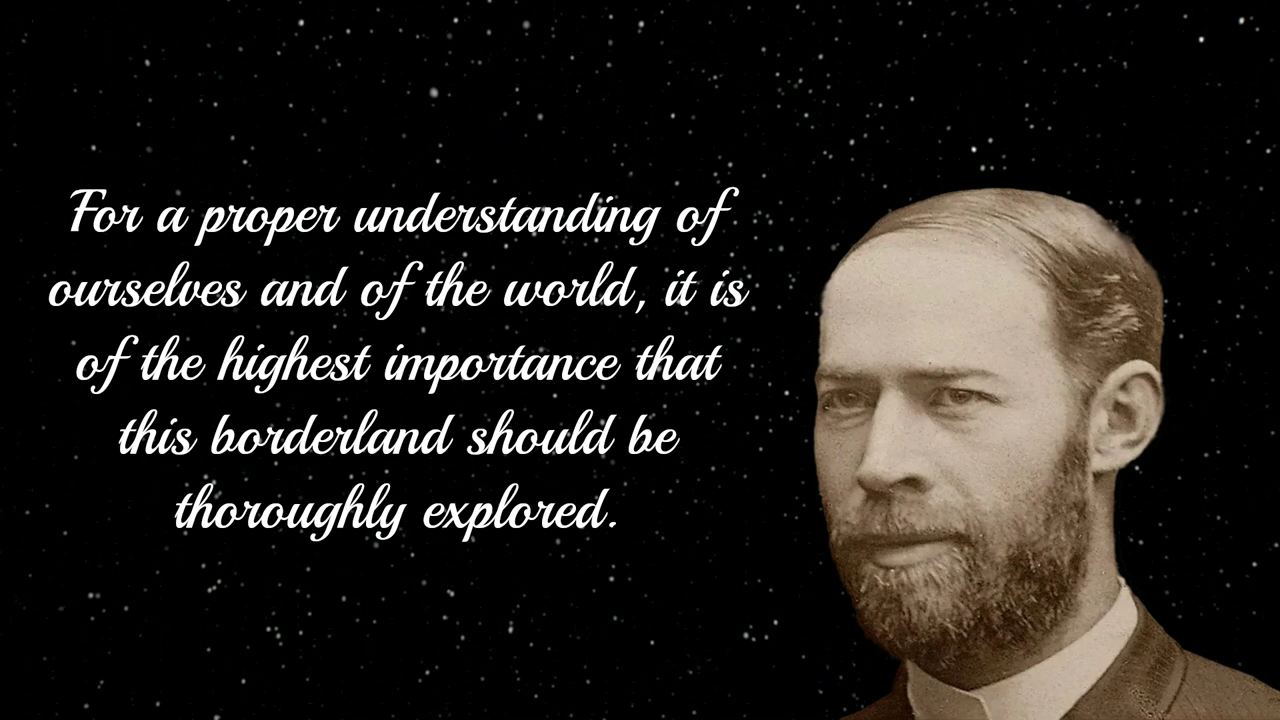 For a proper understanding of
ourselves and of the world, it is
of the highest importance that
this borderland should be
thoroughly explored.